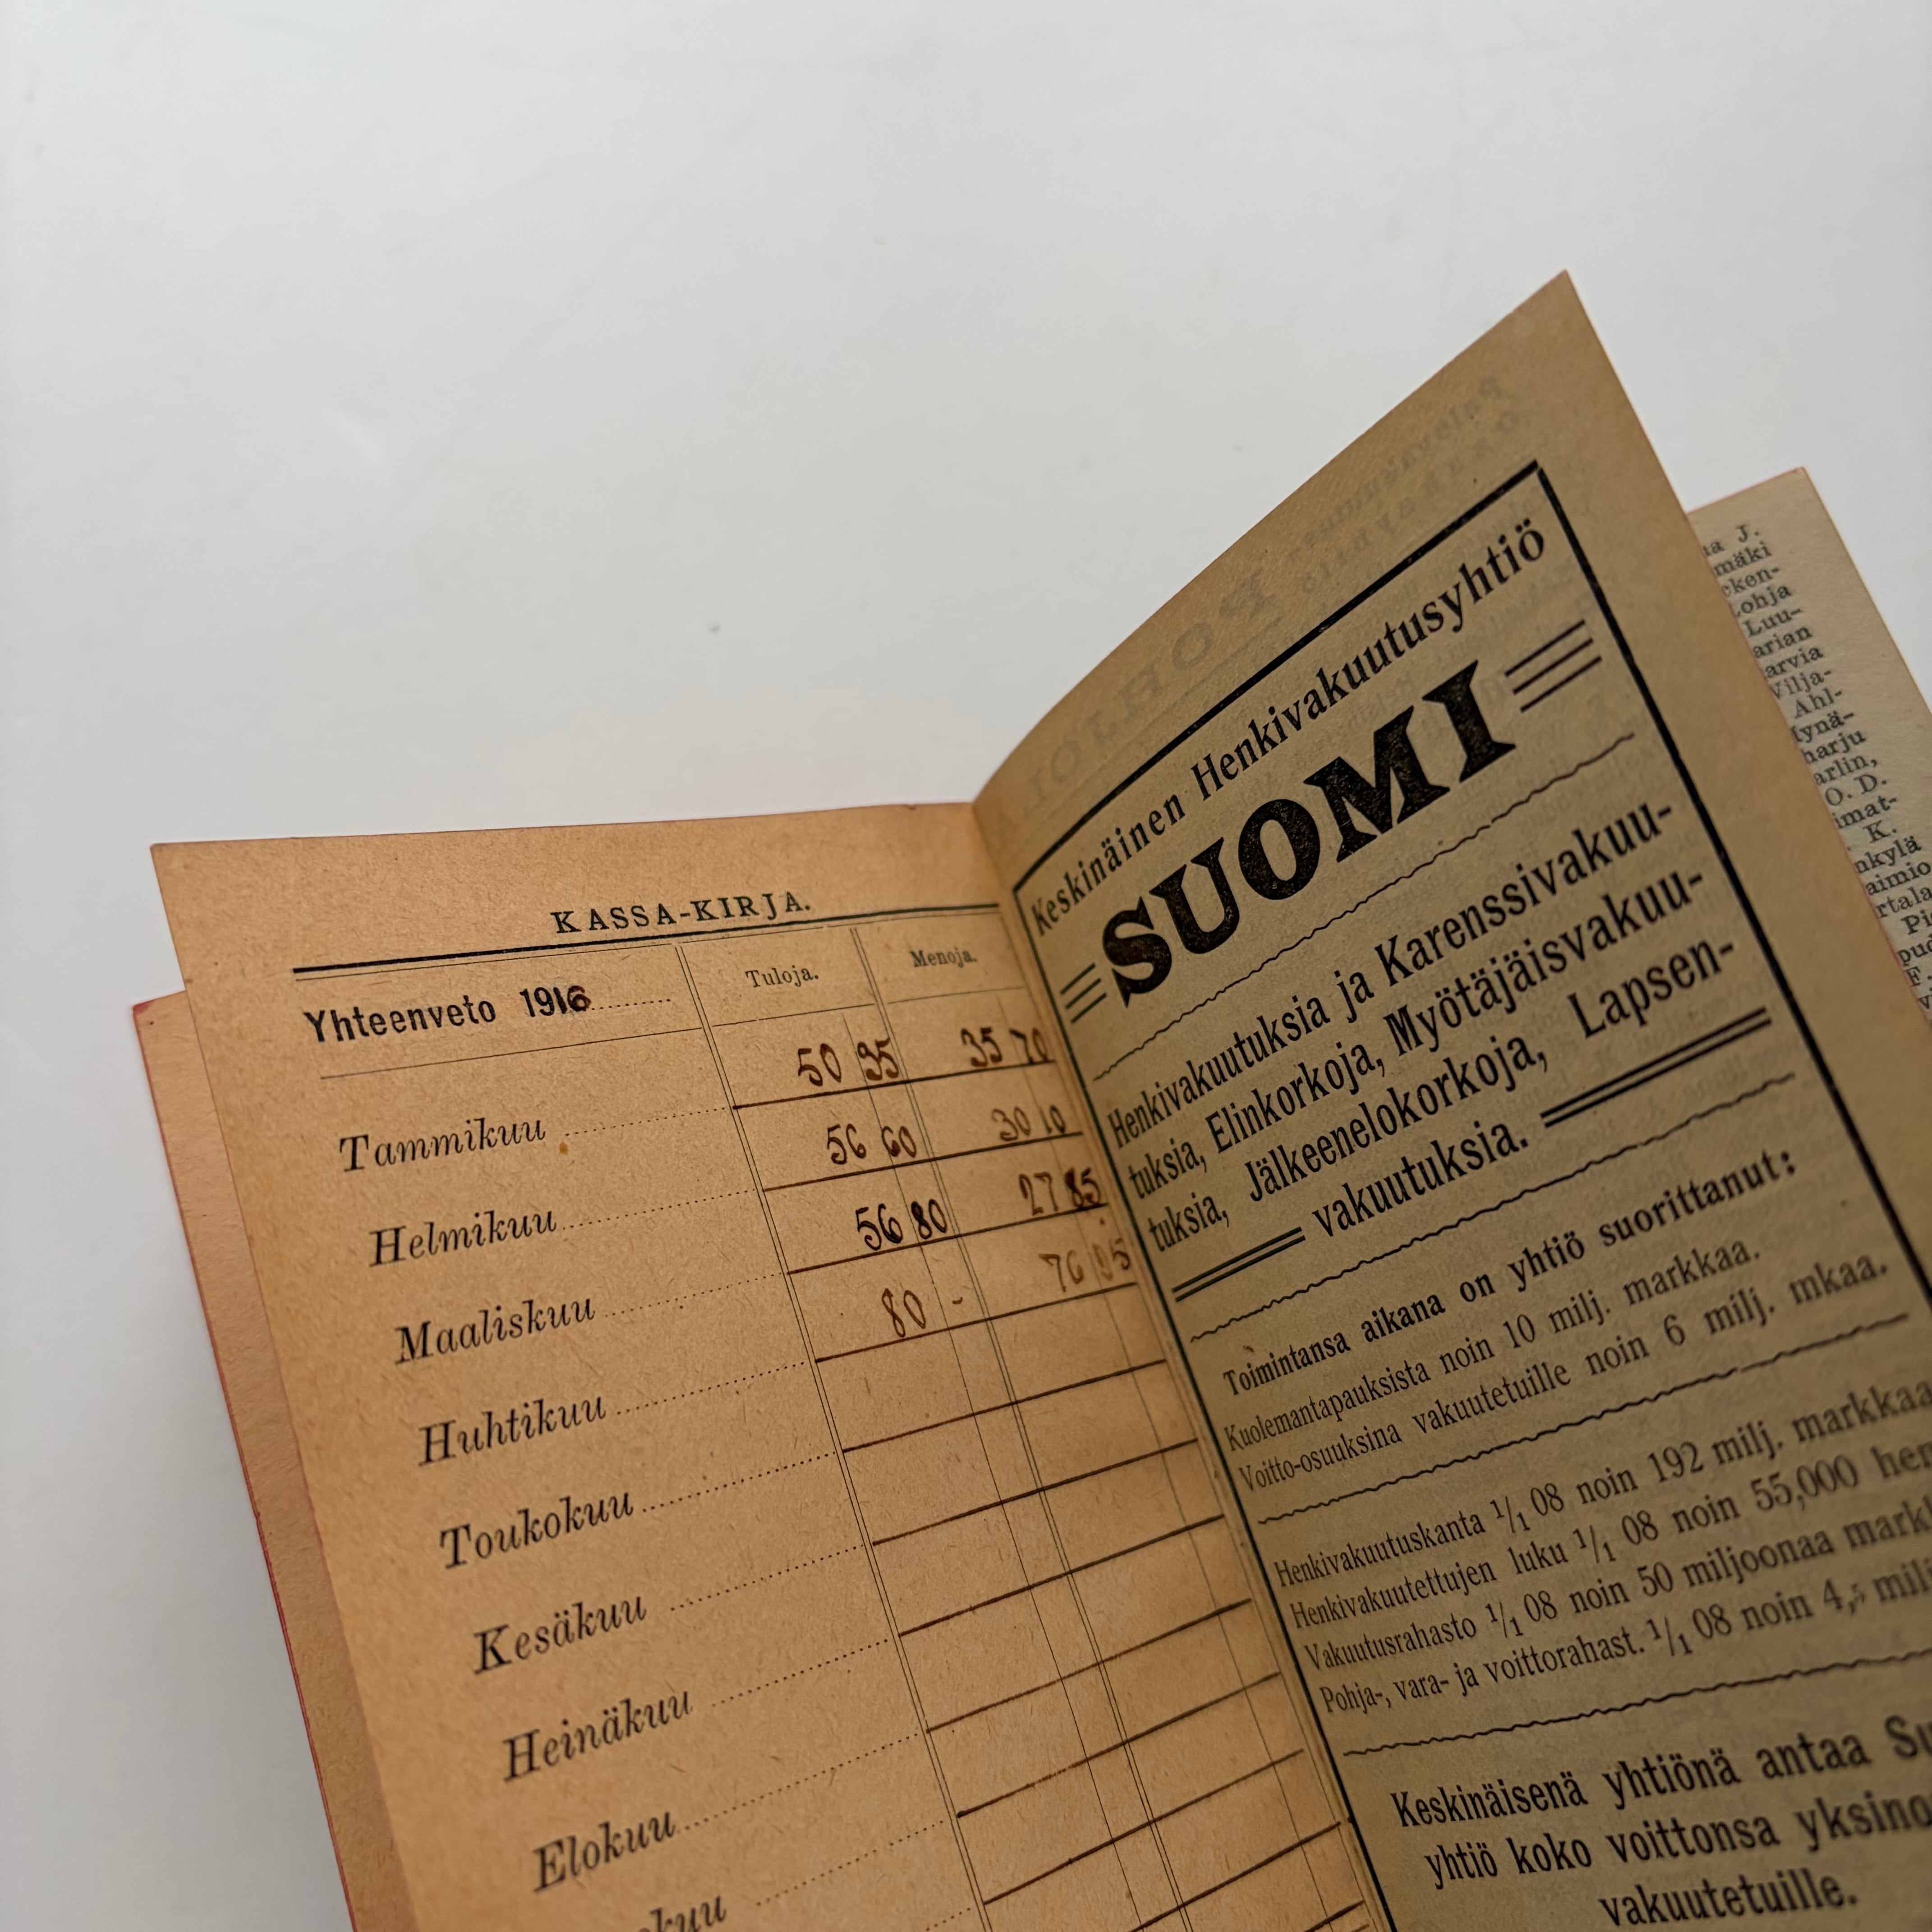 KASSA-KIRJA.
Yhteenveto 1916 Tuloja. Menoja.
Tammikuu 50 35 35 70
Helmikuu 56 60 30 10
Maaliskuu 56 80 27 85
Huhtikuu 80 - 76 95
Toukokuu
Kesäkuu
Heinäkuu
Elokuu
Keskinäinen Henkivakuutusyhtiö
SUOMI
Henkivakuutuksia ja Karenssivakuu-
tuksia, Elinkorkoja, Myötäjäisvakuu-
tuksia, Jälkeenelokorkoja, Lapsen-
vakuutuksia.
Toimintansa aikana on yhtiö suorittanut:
Kuolemantapauksista noin 10 milj. markkaa.
Voitto-osuuksina vakuutetuille noin 6 milj. mkaa.
Henkivakuutuskanta 1/1 08 noin 192 milj. markkaa
Henkivakuutettujen luku 1/1 08 noin 55,000
Vakuutusrahasto 1/1 08 noin 50 miljoonaa
Pohja-, vara- ja voittorahast. 1/1 08 noin
Keskinäisenä yhtiönä antaa
yhtiö koko voittonsa
vakuutetuille.
J.
Lohja
Luu-
Vilja-
Ahl-
O. D.
K.